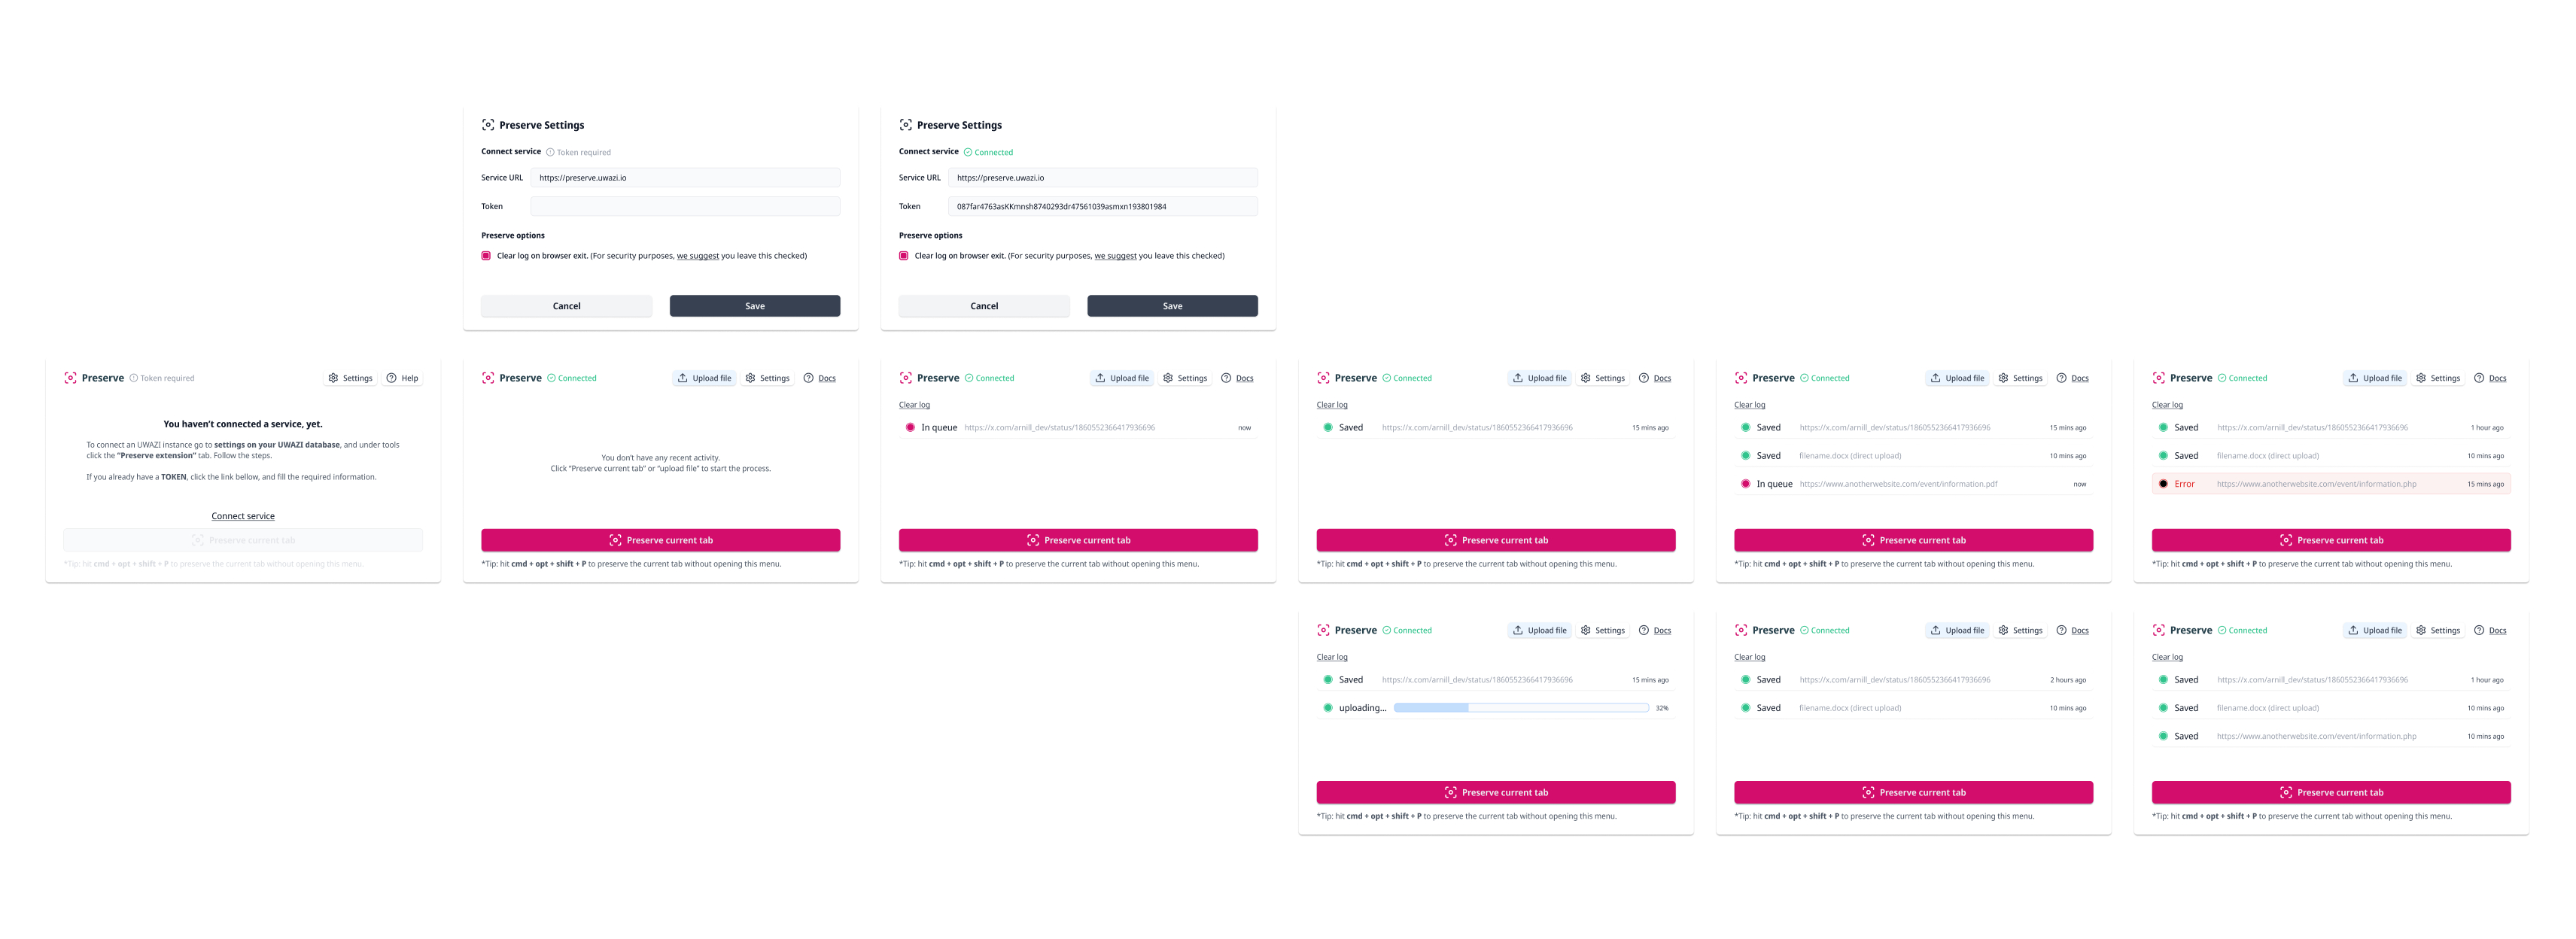 Preserve Settings
Connect service Token required
Service URL https://preserve.uwazi.io
Token
Preserve options
Clear log on browser exit. (For security purposes, we suggest you leave this checked)
Cancel Save
Preserve Settings
Connect service Connected
Service URL https://preserve.uwazi.io
Token 087far4763asKKmnsh8740293dr47561039asmxn193801984
Preserve options
Clear log on browser exit. (For security purposes, we suggest you leave this checked)
Cancel Save
Preserve Token required Settings Help
You haven't connected a service, yet.
To connect an UWAZI instance go to settings on your UWAZI database, and under tools
click the "Preserve extension" tab. Follow the steps.
If you already have a TOKEN, click the link bellow, and fill the required information.
Connect service
Preserve current tab
*Tip: hit cmd + opt + shift + P to preserve the current tab without opening this menu.
Preserve Connected Upload file Settings Docs
You don't have any recent activity.
Click "Preserve current tab" or "upload file" to start the process.
Preserve current tab
*Tip: hit cmd + opt + shift + P to preserve the current tab without opening this menu.
Preserve Connected Upload file Settings Docs
Clear log
In queue https://x.com/arnill_dev/status/1860552366417936696 now
Preserve current tab
*Tip: hit cmd + opt + shift + P to preserve the current tab without opening this menu.
Preserve Connected Upload file Settings Docs
Clear log
Saved https://x.com/arnill_dev/status/1860552366417936696 15 mins ago
Preserve current tab
*Tip: hit cmd + opt + shift + P to preserve the current tab without opening this menu.
Preserve Connected Upload file Settings Docs
Clear log
Saved https://x.com/arnill_dev/status/1860552366417936696 15 mins ago
Saved filename.docx (direct upload) 10 mins ago
In queue https://www.anotherwebsite.com/event/information.pdf now
Preserve current tab
*Tip: hit cmd + opt + shift + P to preserve the current tab without opening this menu.
Preserve Connected Upload file Settings Docs
Clear log
Saved https://x.com/arnill_dev/status/1860552366417936696 1 hour ago
Saved filename.docx (direct upload) 10 mins ago
Error https://www.anotherwebsite.com/event/information.php 15 mins ago
Preserve current tab
*Tip: hit cmd + opt + shift + P to preserve the current tab without opening this menu.
Preserve Connected Upload file Settings Docs
Clear log
Saved https://x.com/arnill_dev/status/1860552366417936696 15 mins ago
uploading... 32%
Preserve current tab
*Tip: hit cmd + opt + shift + P to preserve the current tab without opening this menu.
Preserve Connected Upload file Settings Docs
Clear log
Saved https://x.com/arnill_dev/status/1860552366417936696 2 hours ago
Saved filename.docx (direct upload) 10 mins ago
Preserve current tab
*Tip: hit cmd + opt + shift + P to preserve the current tab without opening this menu.
Preserve Connected Upload file Settings Docs
Clear log
Saved https://x.com/arnill_dev/status/1860552366417936696 1 hour ago
Saved filename.docx (direct upload) 10 mins ago
Saved https://www.anotherwebsite.com/event/information.php 10 mins ago
Preserve current tab
*Tip: hit cmd + opt + shift + P to preserve the current tab without opening this menu.